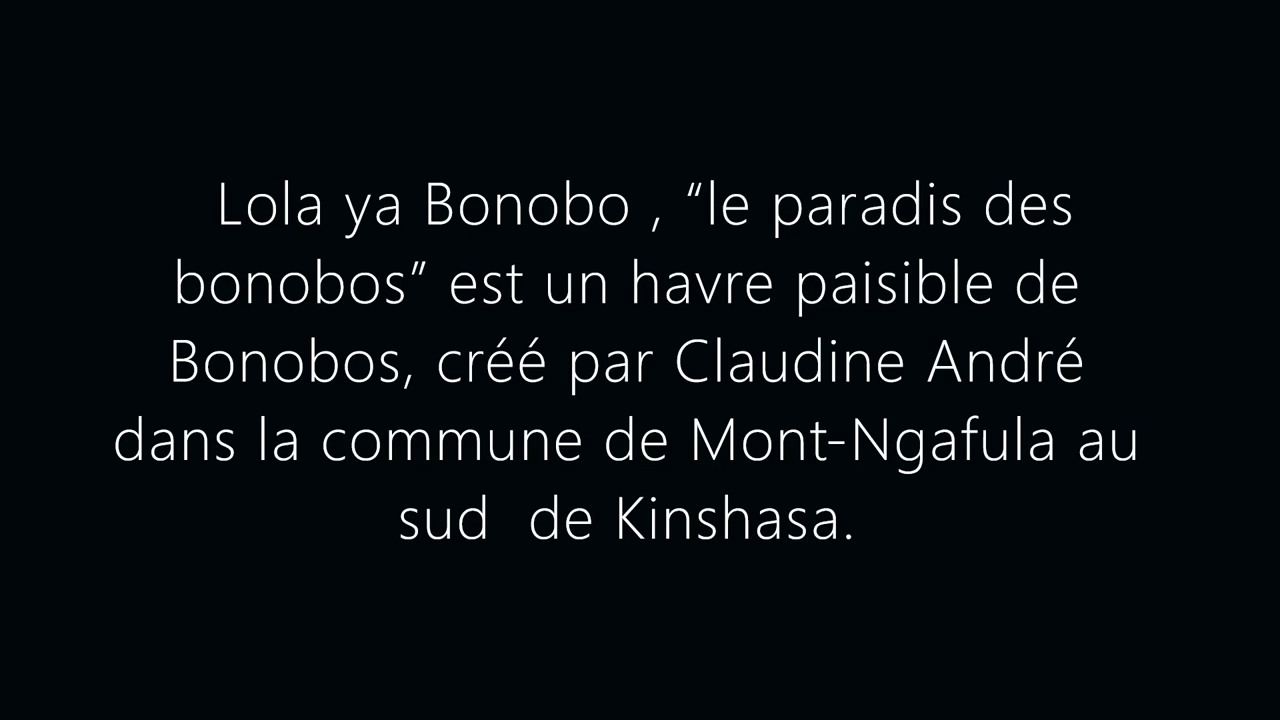 Lola ya Bonobo , “le paradis des
bonobos” est un havre paisible de
Bonobos, créé par Claudine André
dans la commune de Mont-Ngafula au
sud  de Kinshasa.